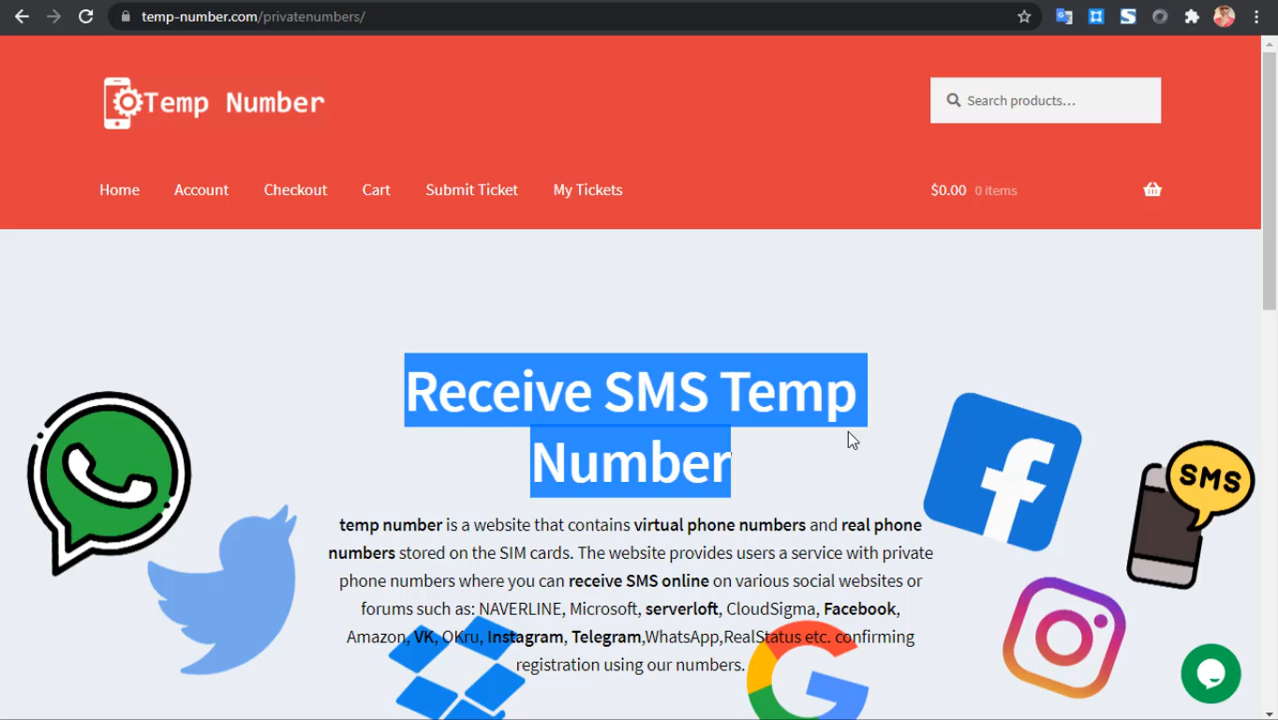 temp-number.com/privatenumbers/
Temp Number
Search products...
Home Account Checkout Cart Submit Ticket My Tickets $0.00 0 items
Receive SMS Temp
Number
temp number is a website that contains virtual phone numbers and real phone
numbers stored on the SIM cards. The website provides users a service with private
phone numbers where you can receive SMS online on various social websites or
forums such as: NAVERLINE, Microsoft, serverloft, CloudSigma, Facebook,
Amazon, VK, OKru, Instagram, Telegram,WhatsApp,RealStatus etc. confirming
registration using our numbers.
SMS